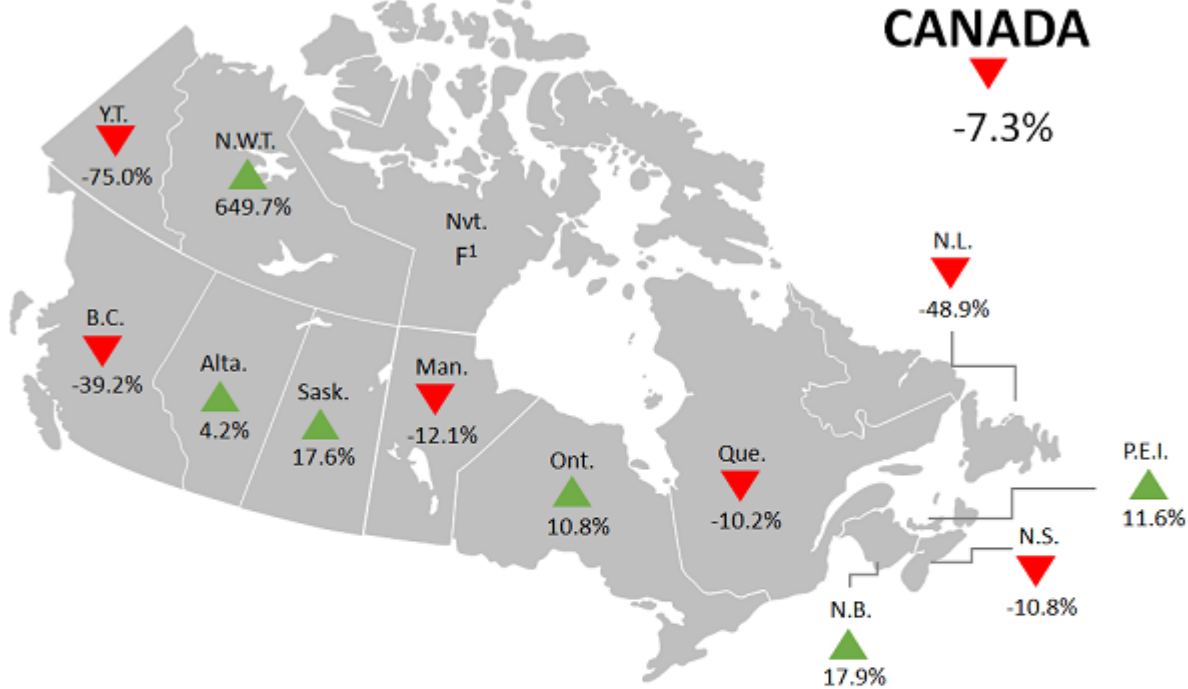 CANADA
-7.3%
Y.T.
-75.0%
N.W.T.
649.7%
Nvt.
F¹
N.L.
-48.9%
B.C.
-39.2%
Alta.
4.2%
Sask.
17.6%
Man.
-12.1%
Ont.
10.8%
Que.
-10.2%
P.E.I.
11.6%
N.S.
-10.8%
N.B.
17.9%